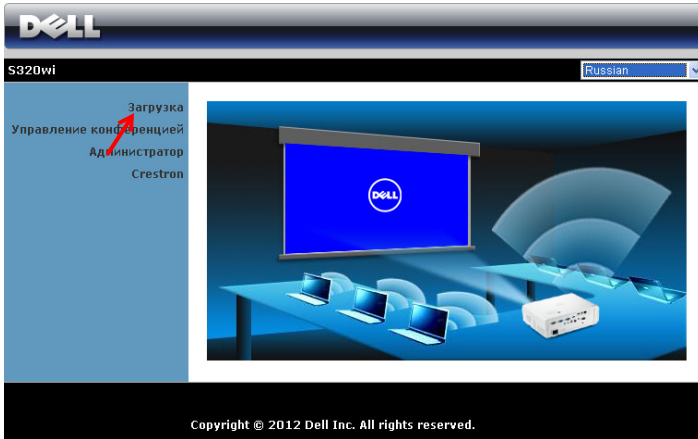 DELL
S320wi
Russian
Загрузка
Управление конференцией
Администратор
Crestron
DELL
Copyright © 2012 Dell Inc. All rights reserved.